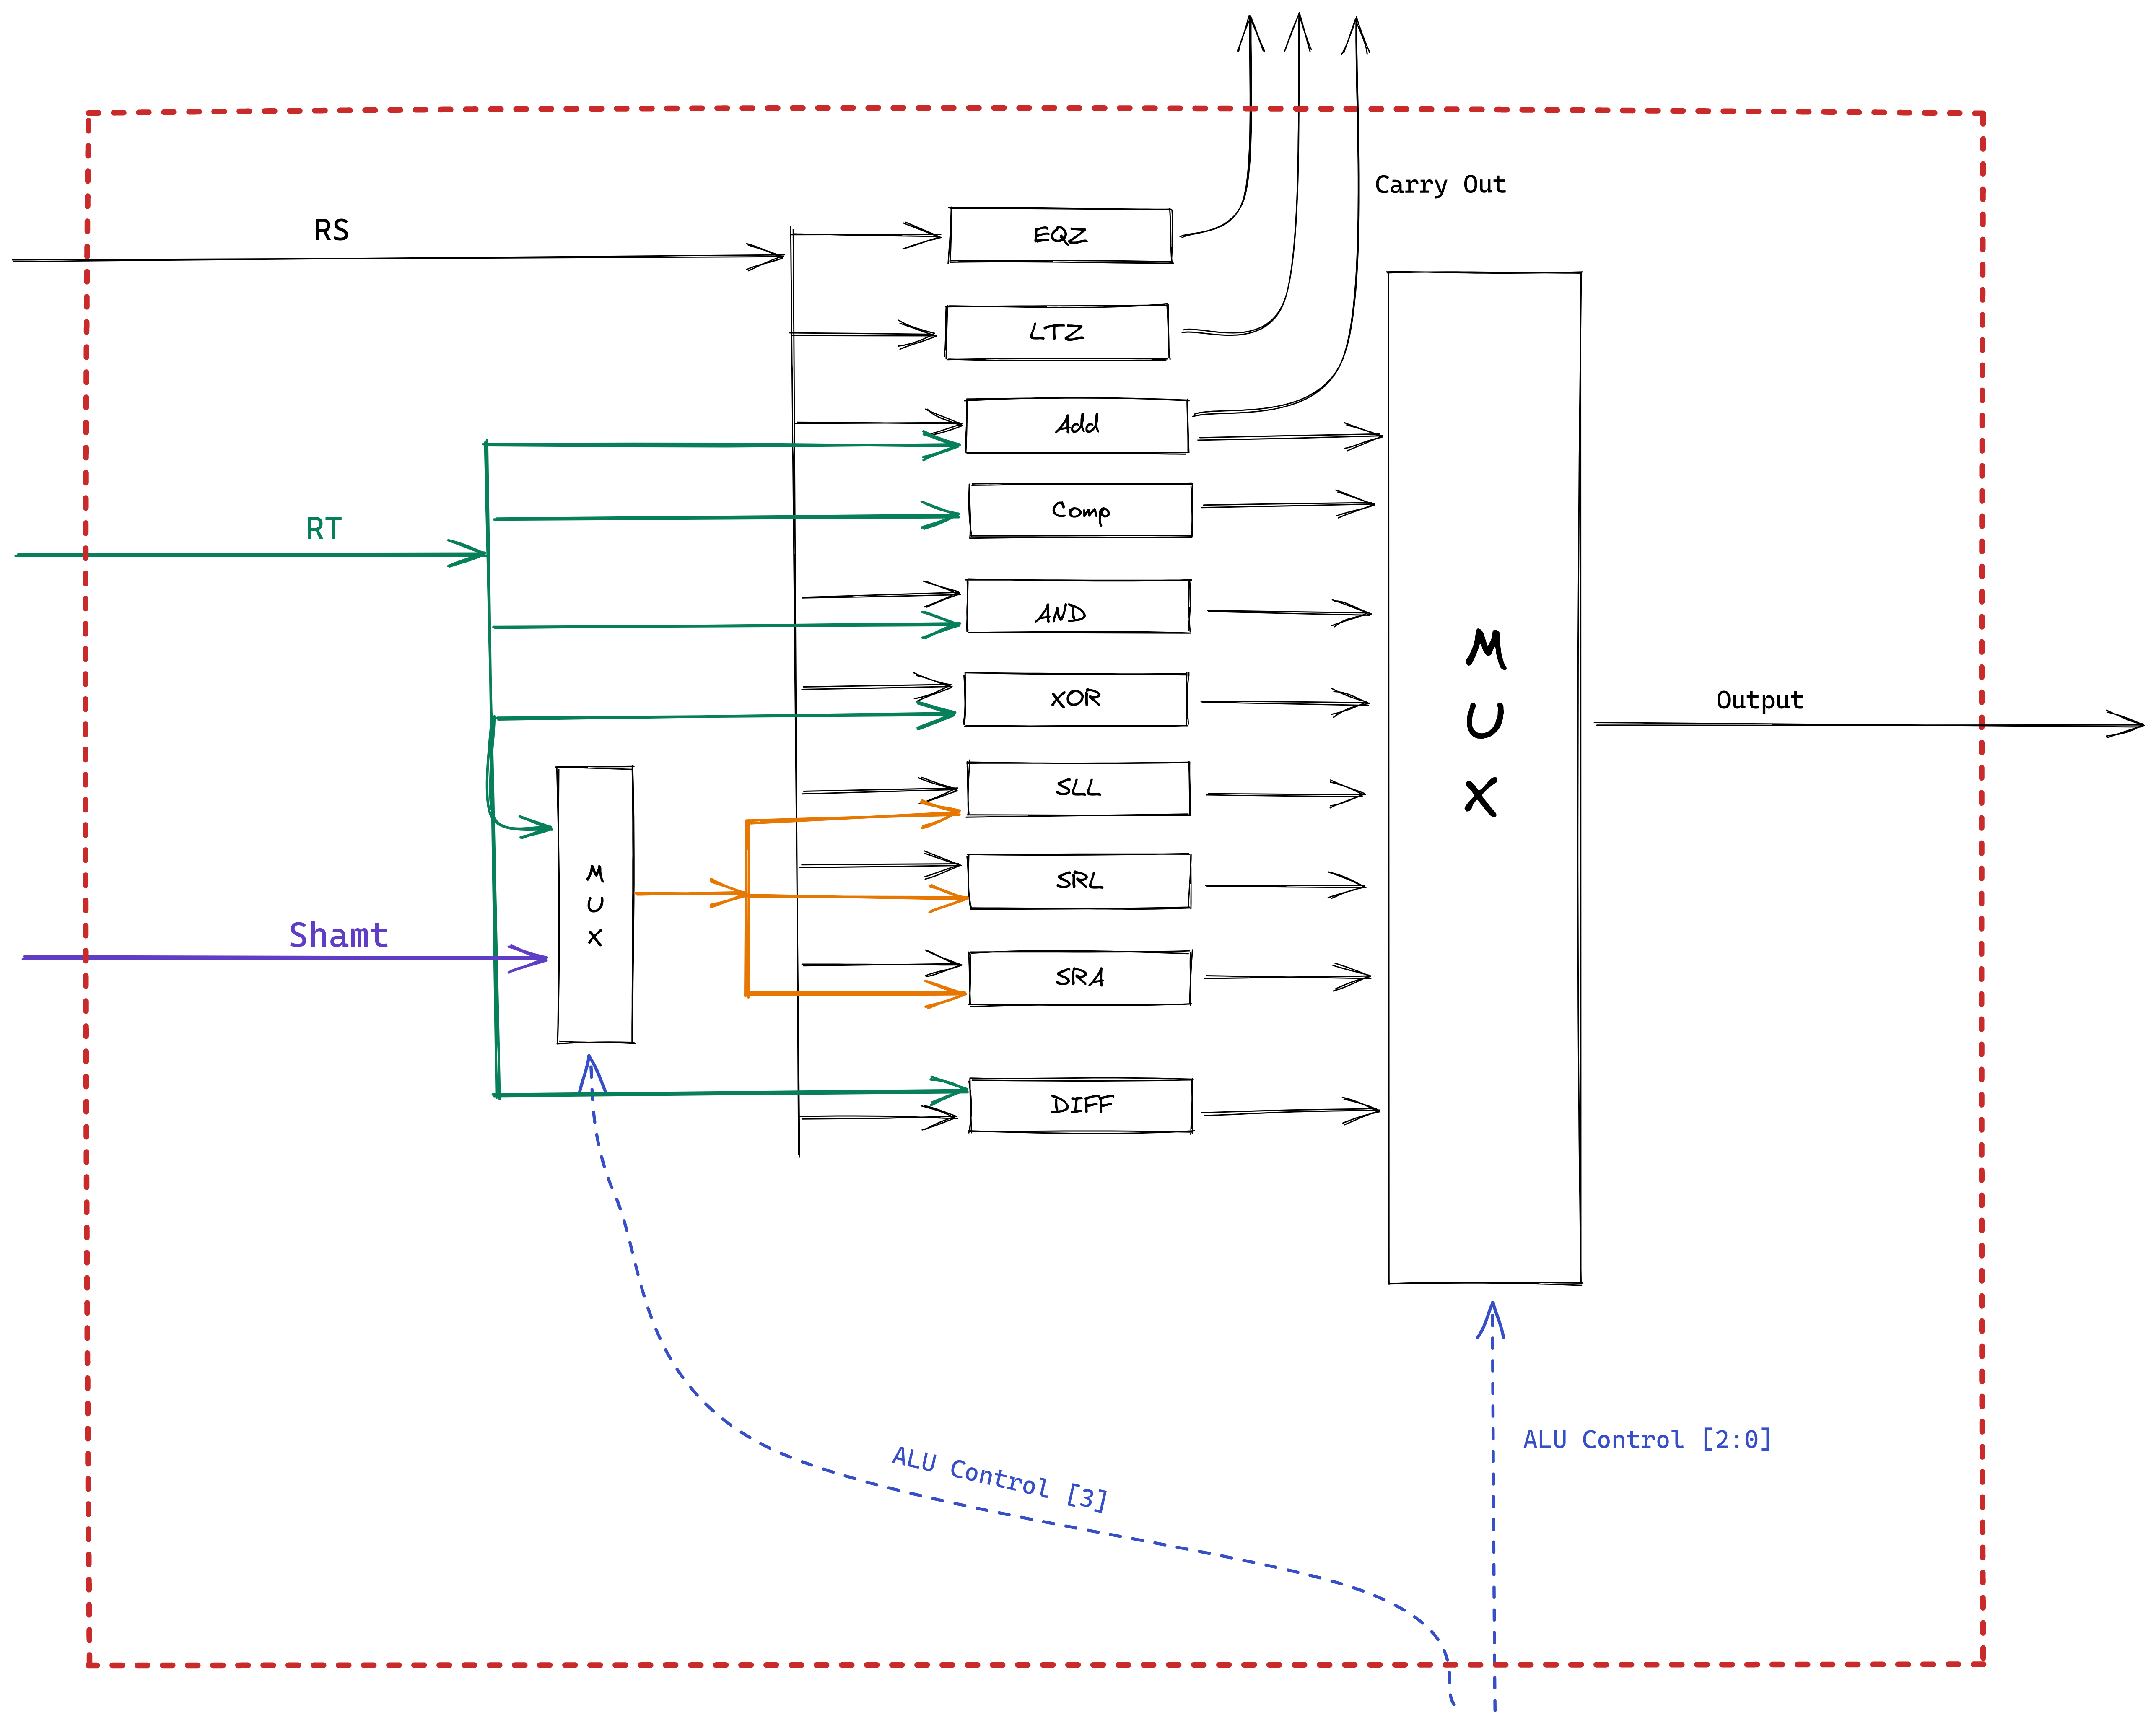 Carry Out
RS
EQZ
LTZ
Add
Comp
RT
AND
XOR
M
U
X
Output
SLL
M
U
X
SRL
Shamt
SRA
DIFF
ALU Control [2:0]
ALU Control [3]